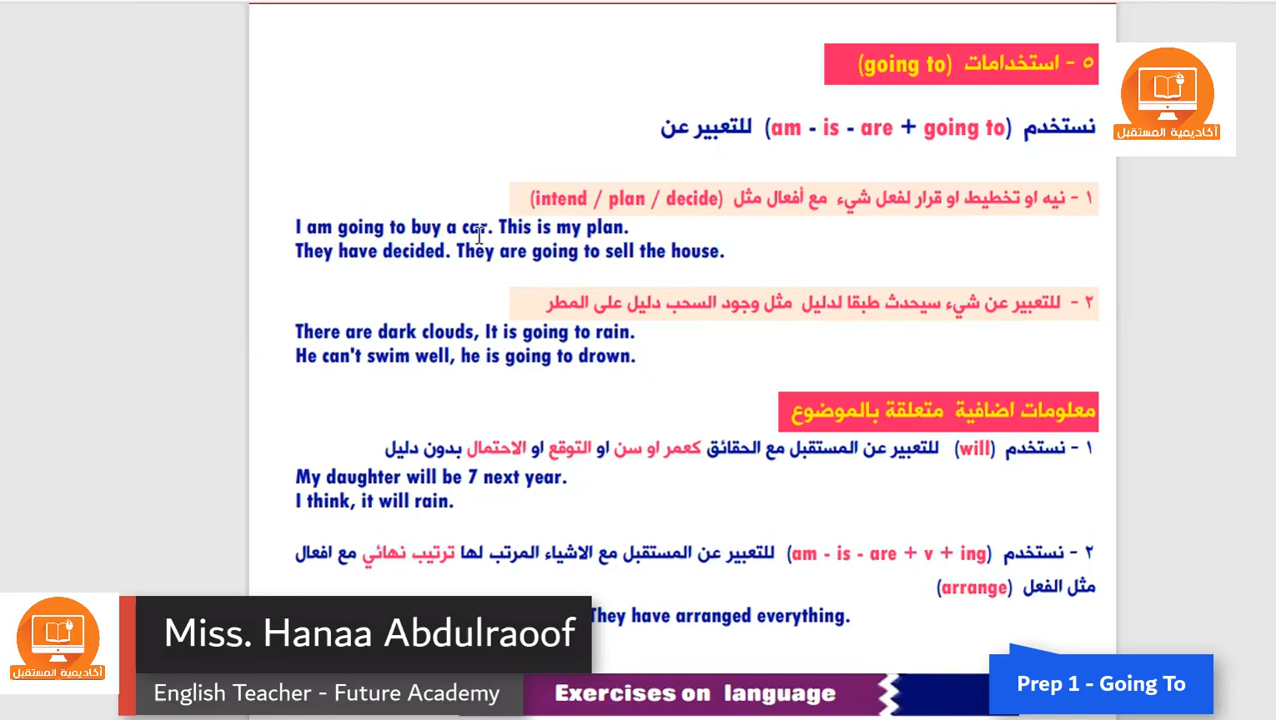 ٥ - استخدامات (going to)
أكاديمية المستقبل
نستخدم (am - is - are + going to) للتعبير عن
١ - نيه او تخطيط او قرار لفعل شيء مع أفعال مثل (intend / plan / decide)
I am going to buy a car. This is my plan.
They have decided. They are going to sell the house.
٢ - للتعبير عن شيء سيحدث طبقا لدليل مثل وجود السحب دليل على المطر
There are dark clouds, It is going to rain.
He can't swim well, he is going to drown.
معلومات اضافية متعلقة بالموضوع
١ - نستخدم (will) للتعبير عن المستقبل مع الحقائق كعمر او سن او التوقع او الاحتمال بدون دليل
My daughter will be 7 next year.
I think, it will rain.
٢ - نستخدم (am - is - are + v + ing) للتعبير عن المستقبل مع الاشياء المرتب لها ترتيب نهائي مع افعال
مثل الفعل (arrange)
They have arranged everything.
أكاديمية المستقبل
Miss. Hanaa Abdulraoof
English Teacher - Future Academy
Exercises on language
Prep 1 - Going To